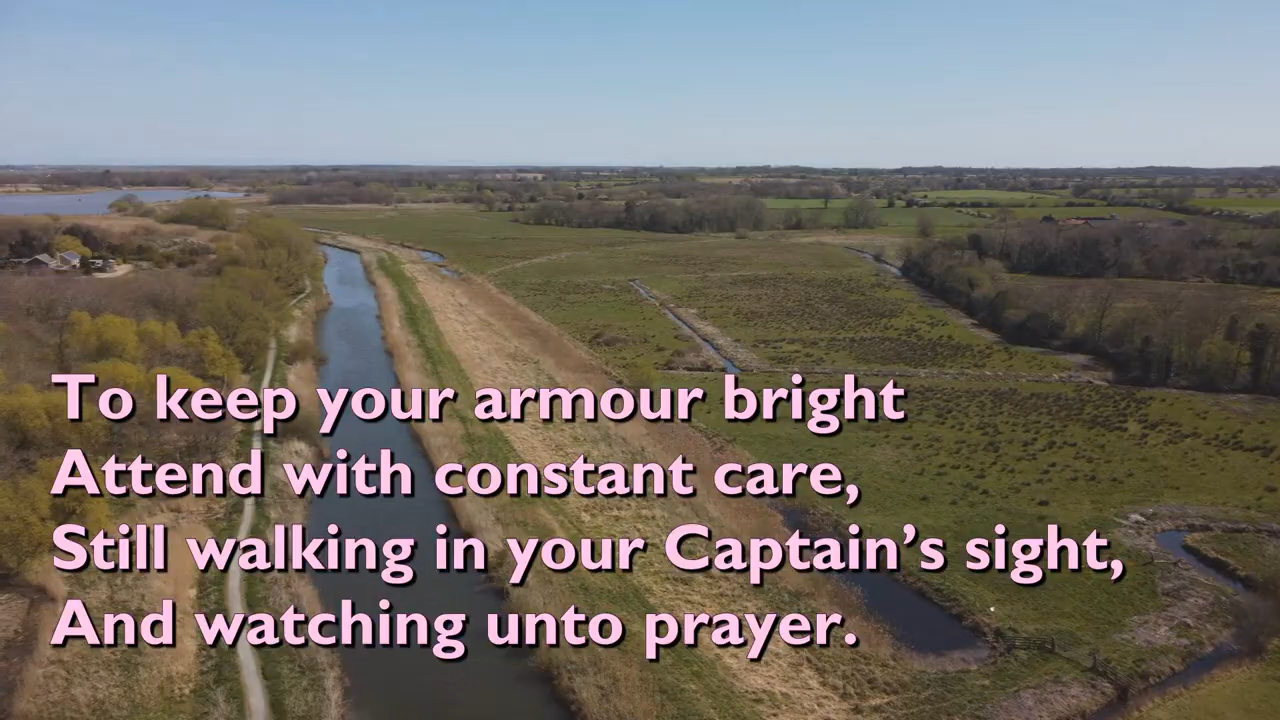 To keep your armour bright
Attend with constant care,
Still walking in your Captain’s sight,
And watching unto prayer.